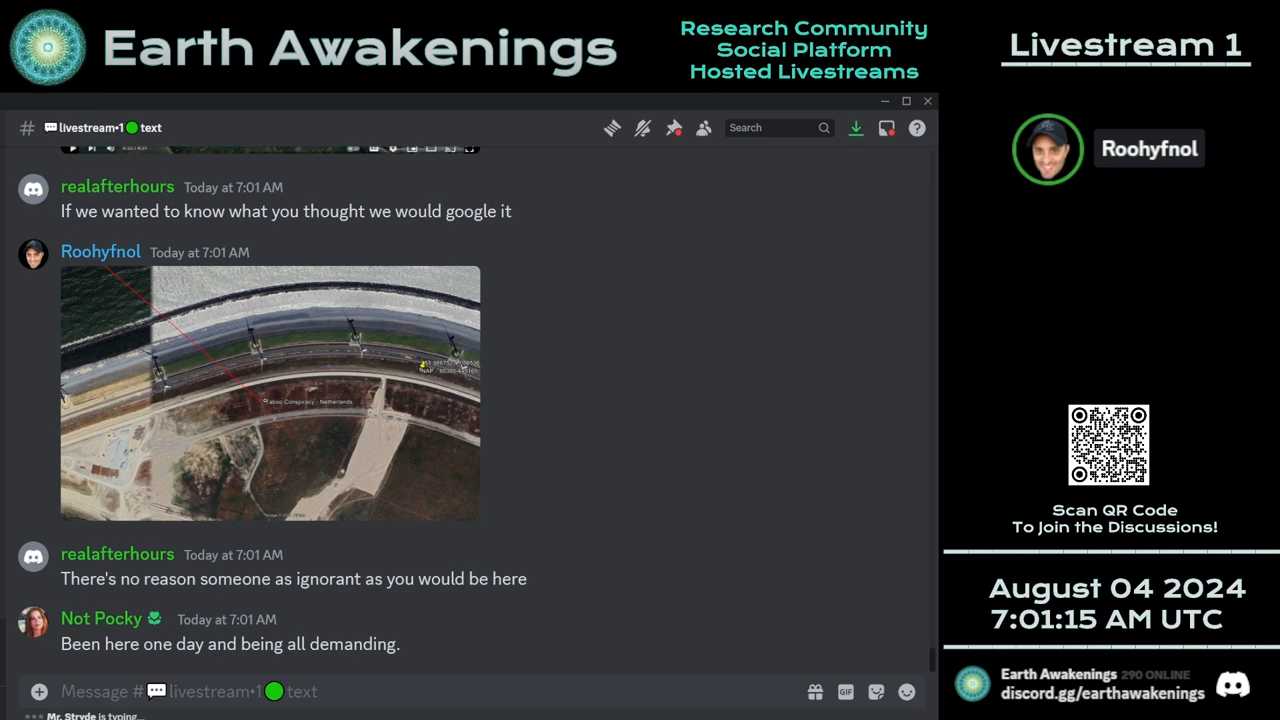 Earth Awakenings
Research Community
Social Platform
Hosted Livestreams
Livestream 1
# livestream•1 text
Search
realafterhours Today at 7:01 AM
If we wanted to know what you thought we would google it
Roohyfnol Today at 7:01 AM
Taboo Conspiracy - Netherlands
realafterhours Today at 7:01 AM
There's no reason someone as ignorant as you would be here
Not Pocky Today at 7:01 AM
Been here one day and being all demanding.
Message # livestream•1 text
GIF
Mr. Stryde is typing...
Roohyfnol
Scan QR Code
To Join the Discussions!
August 04 2024
7:01:15 AM UTC
Earth Awakenings 290 ONLINE
discord.gg/earthawakenings